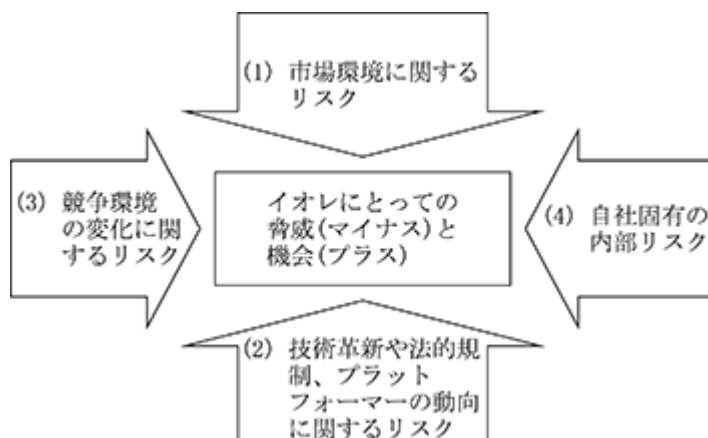 (1) 市場環境に関する
リスク
(3) 競争環境
の変化に関
するリスク
イオレにとっての
脅威(マイナス)と
機会(プラス)
(4) 自社固有の
内部リスク
(2) 技術革新や法的規
制、プラット
フォーマーの動向
に関するリスク